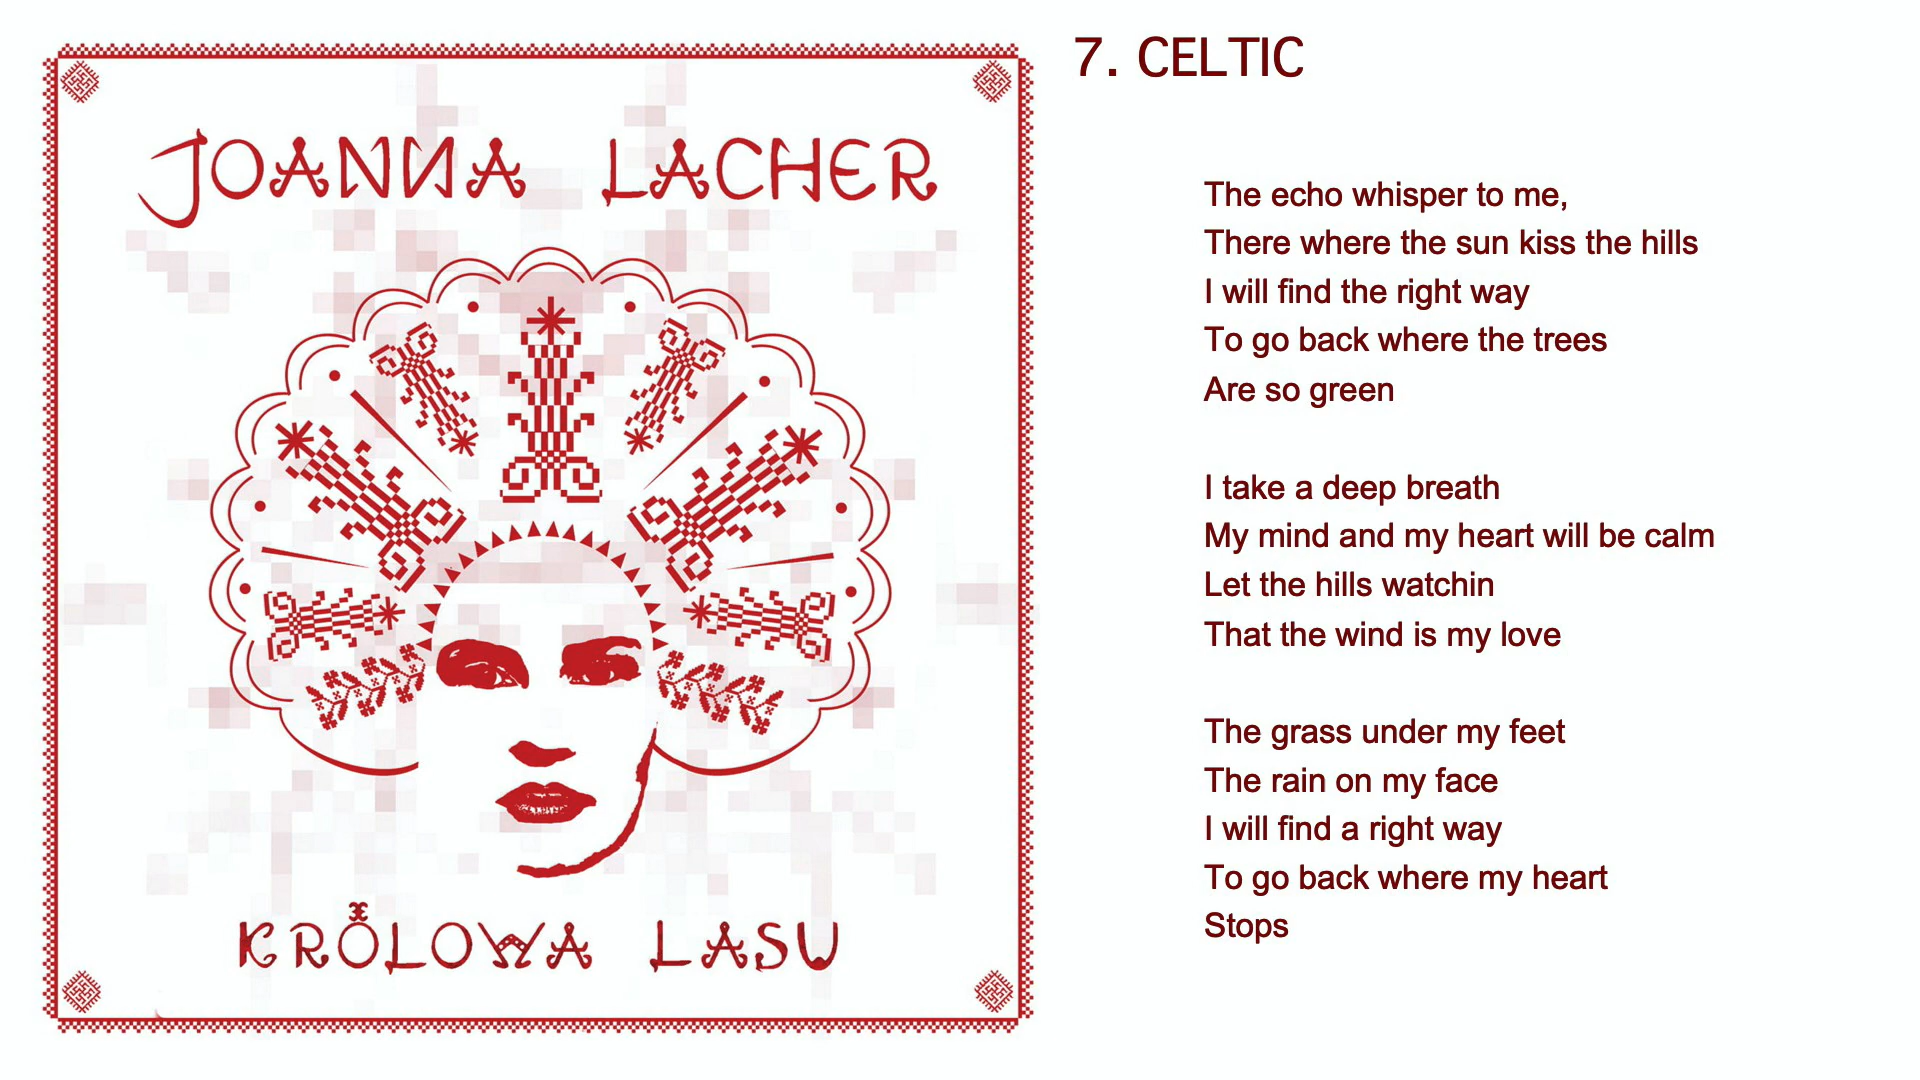 JOANNA LACHER
KRÓLOWA LASU
7. CELTIC
The echo whisper to me,
There where the sun kiss the hills
I will find the right way
To go back where the trees
Are so green
I take a deep breath
My mind and my heart will be calm
Let the hills watchin
That the wind is my love
The grass under my feet
The rain on my face
I will find a right way
To go back where my heart
Stops